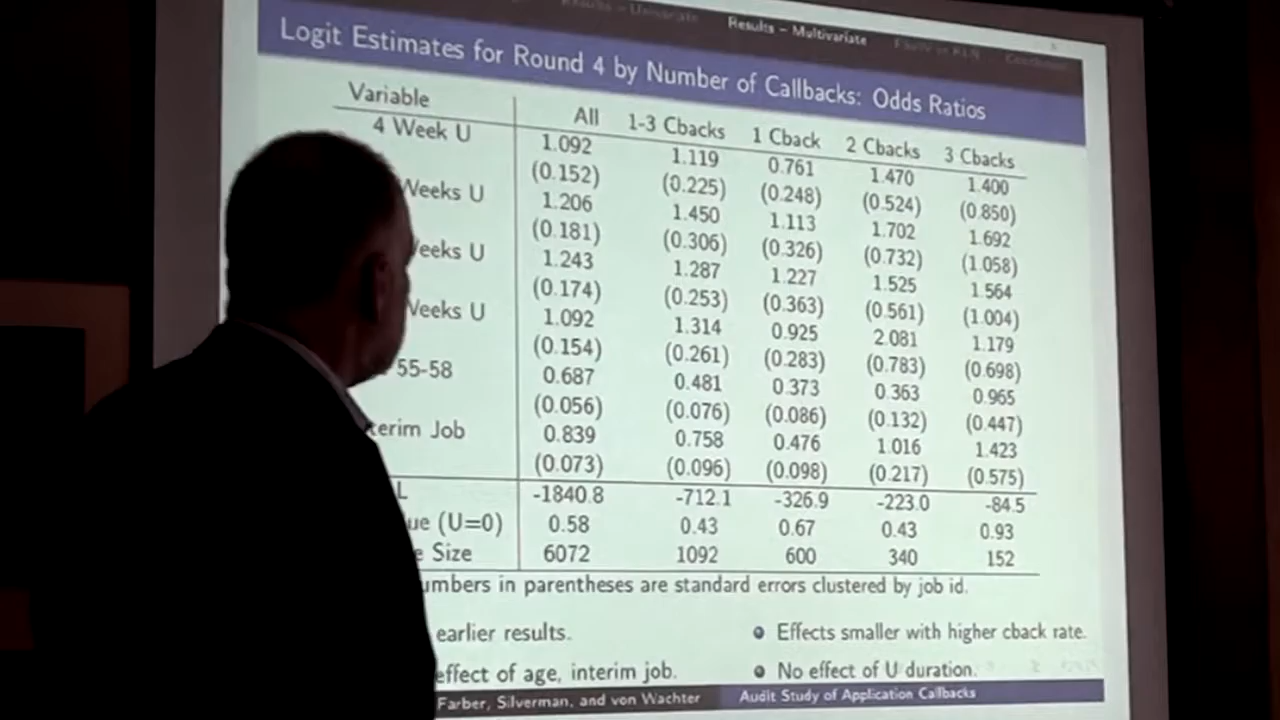 Results – Univariate Results – Multivariate
Logit Estimates for Round 4 by Number of Callbacks: Odds Ratios
Variable All 1-3 Cbacks 1 Cback 2 Cbacks 3 Cbacks
4 Week U 1.092 1.119 0.761 1.470 1.400
(0.152) (0.225) (0.248) (0.524) (0.850)
Weeks U 1.206 1.450 1.113 1.702 1.692
(0.181) (0.306) (0.326) (0.732) (1.058)
eeks U 1.243 1.287 1.227 1.525 1.564
(0.174) (0.253) (0.363) (0.561) (1.004)
Weeks U 1.092 1.314 0.925 2.081 1.179
(0.154) (0.261) (0.283) (0.783) (0.698)
55-58 0.687 0.481 0.373 0.363 0.965
(0.056) (0.076) (0.086) (0.132) (0.447)
terim Job 0.839 0.758 0.476 1.016 1.423
(0.073) (0.096) (0.098) (0.217) (0.575)
L -1840.8 -712.1 -326.9 -223.0 -84.5
ue (U=0) 0.58 0.43 0.67 0.43 0.93
e Size 6072 1092 600 340 152
umbers in parentheses are standard errors clustered by job id.
earlier results. Effects smaller with higher cback rate.
effect of age, interim job. No effect of U duration.
Farber, Silverman, and von Wachter Audit Study of Application Callbacks